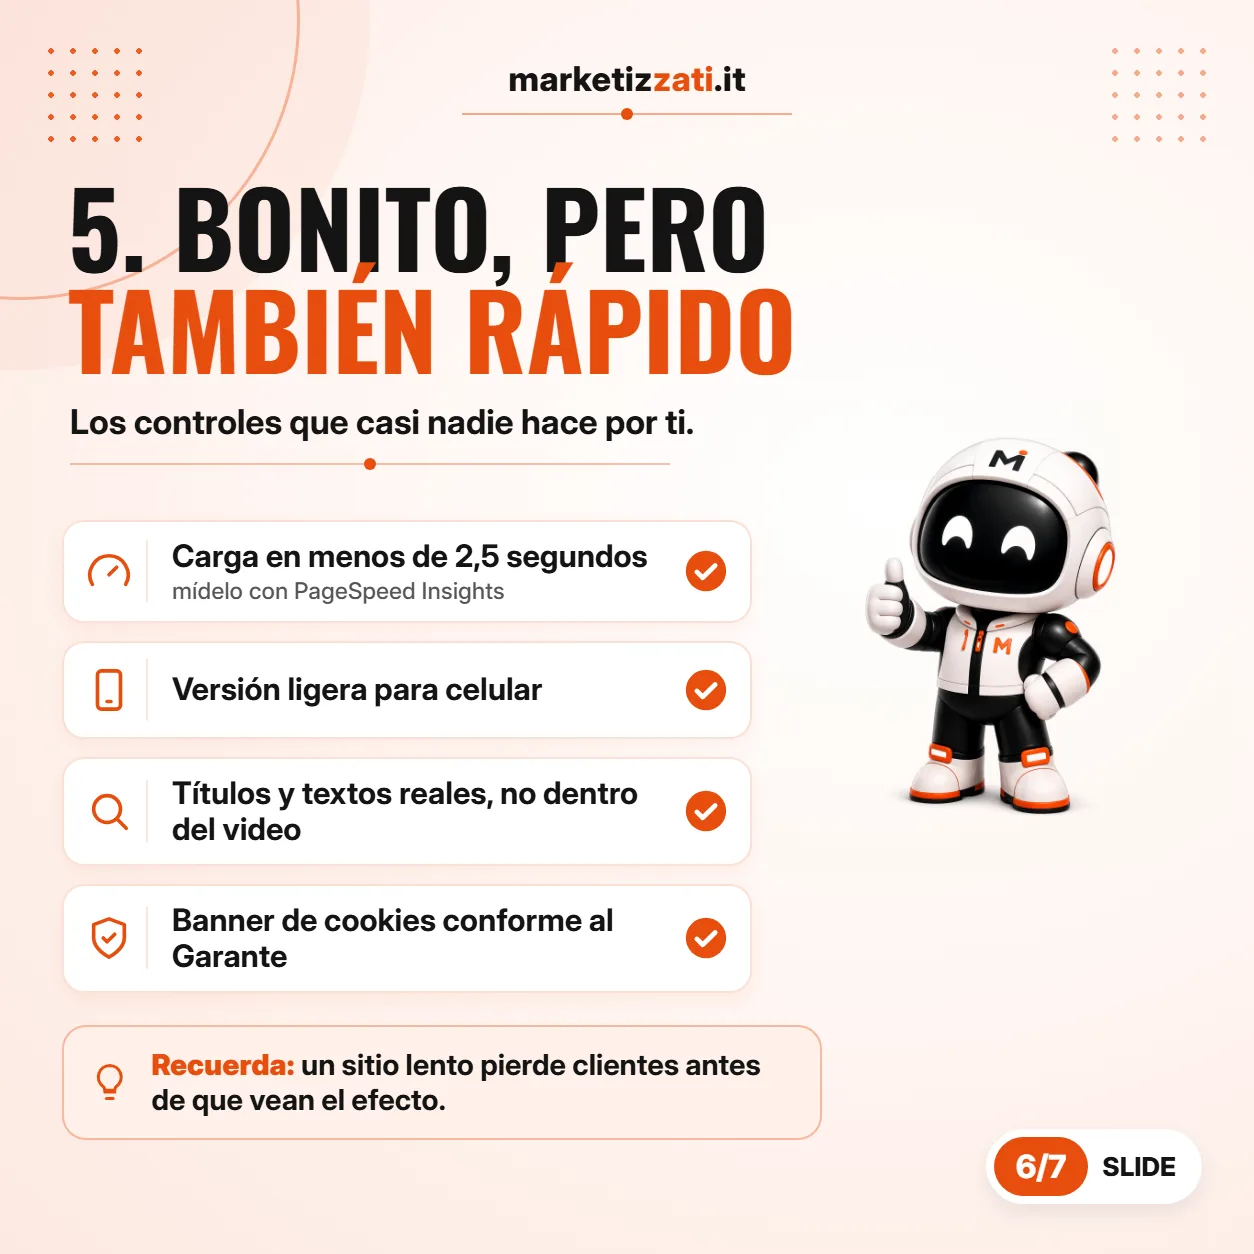 marketizzati.it
5. BONITO, PERO
TAMBIÉN RÁPIDO
Los controles que casi nadie hace por ti.
Carga en menos de 2,5 segundos
mídelo con PageSpeed Insights
Versión ligera para celular
Títulos y textos reales, no dentro
del video
Banner de cookies conforme al
Garante
Recuerda: un sitio lento pierde clientes antes
de que vean el efecto.
M
M
6/7 SLIDE